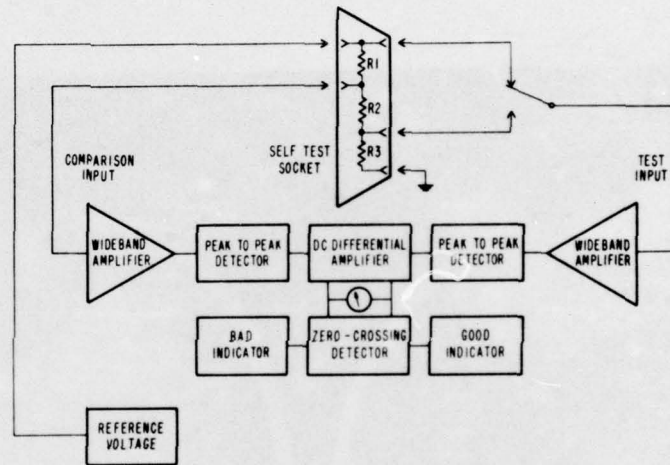 R1
R2
R3
SELF TEST
SOCKET
COMPARISON
INPUT
TEST
INPUT
WIDEBAND
AMPLIFIER
PEAK TO PEAK
DETECTOR
DC DIFFERENTIAL
AMPLIFIER
PEAK TO PEAK
DETECTOR
WIDEBAND
AMPLIFIER
BAD
INDICATOR
ZERO-CROSSING
DETECTOR
GOOD
INDICATOR
REFERENCE
VOLTAGE